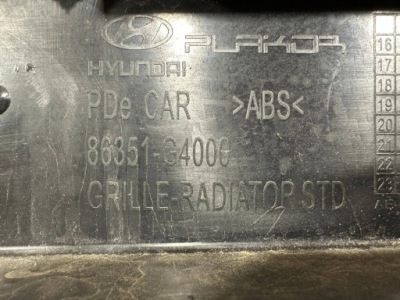 PLAKOR
HYUNDAI
PDe CAR >ABS<
86351-G4000
GRILLE-RADIATOR STD
16
17
18
19
20
21
22
23